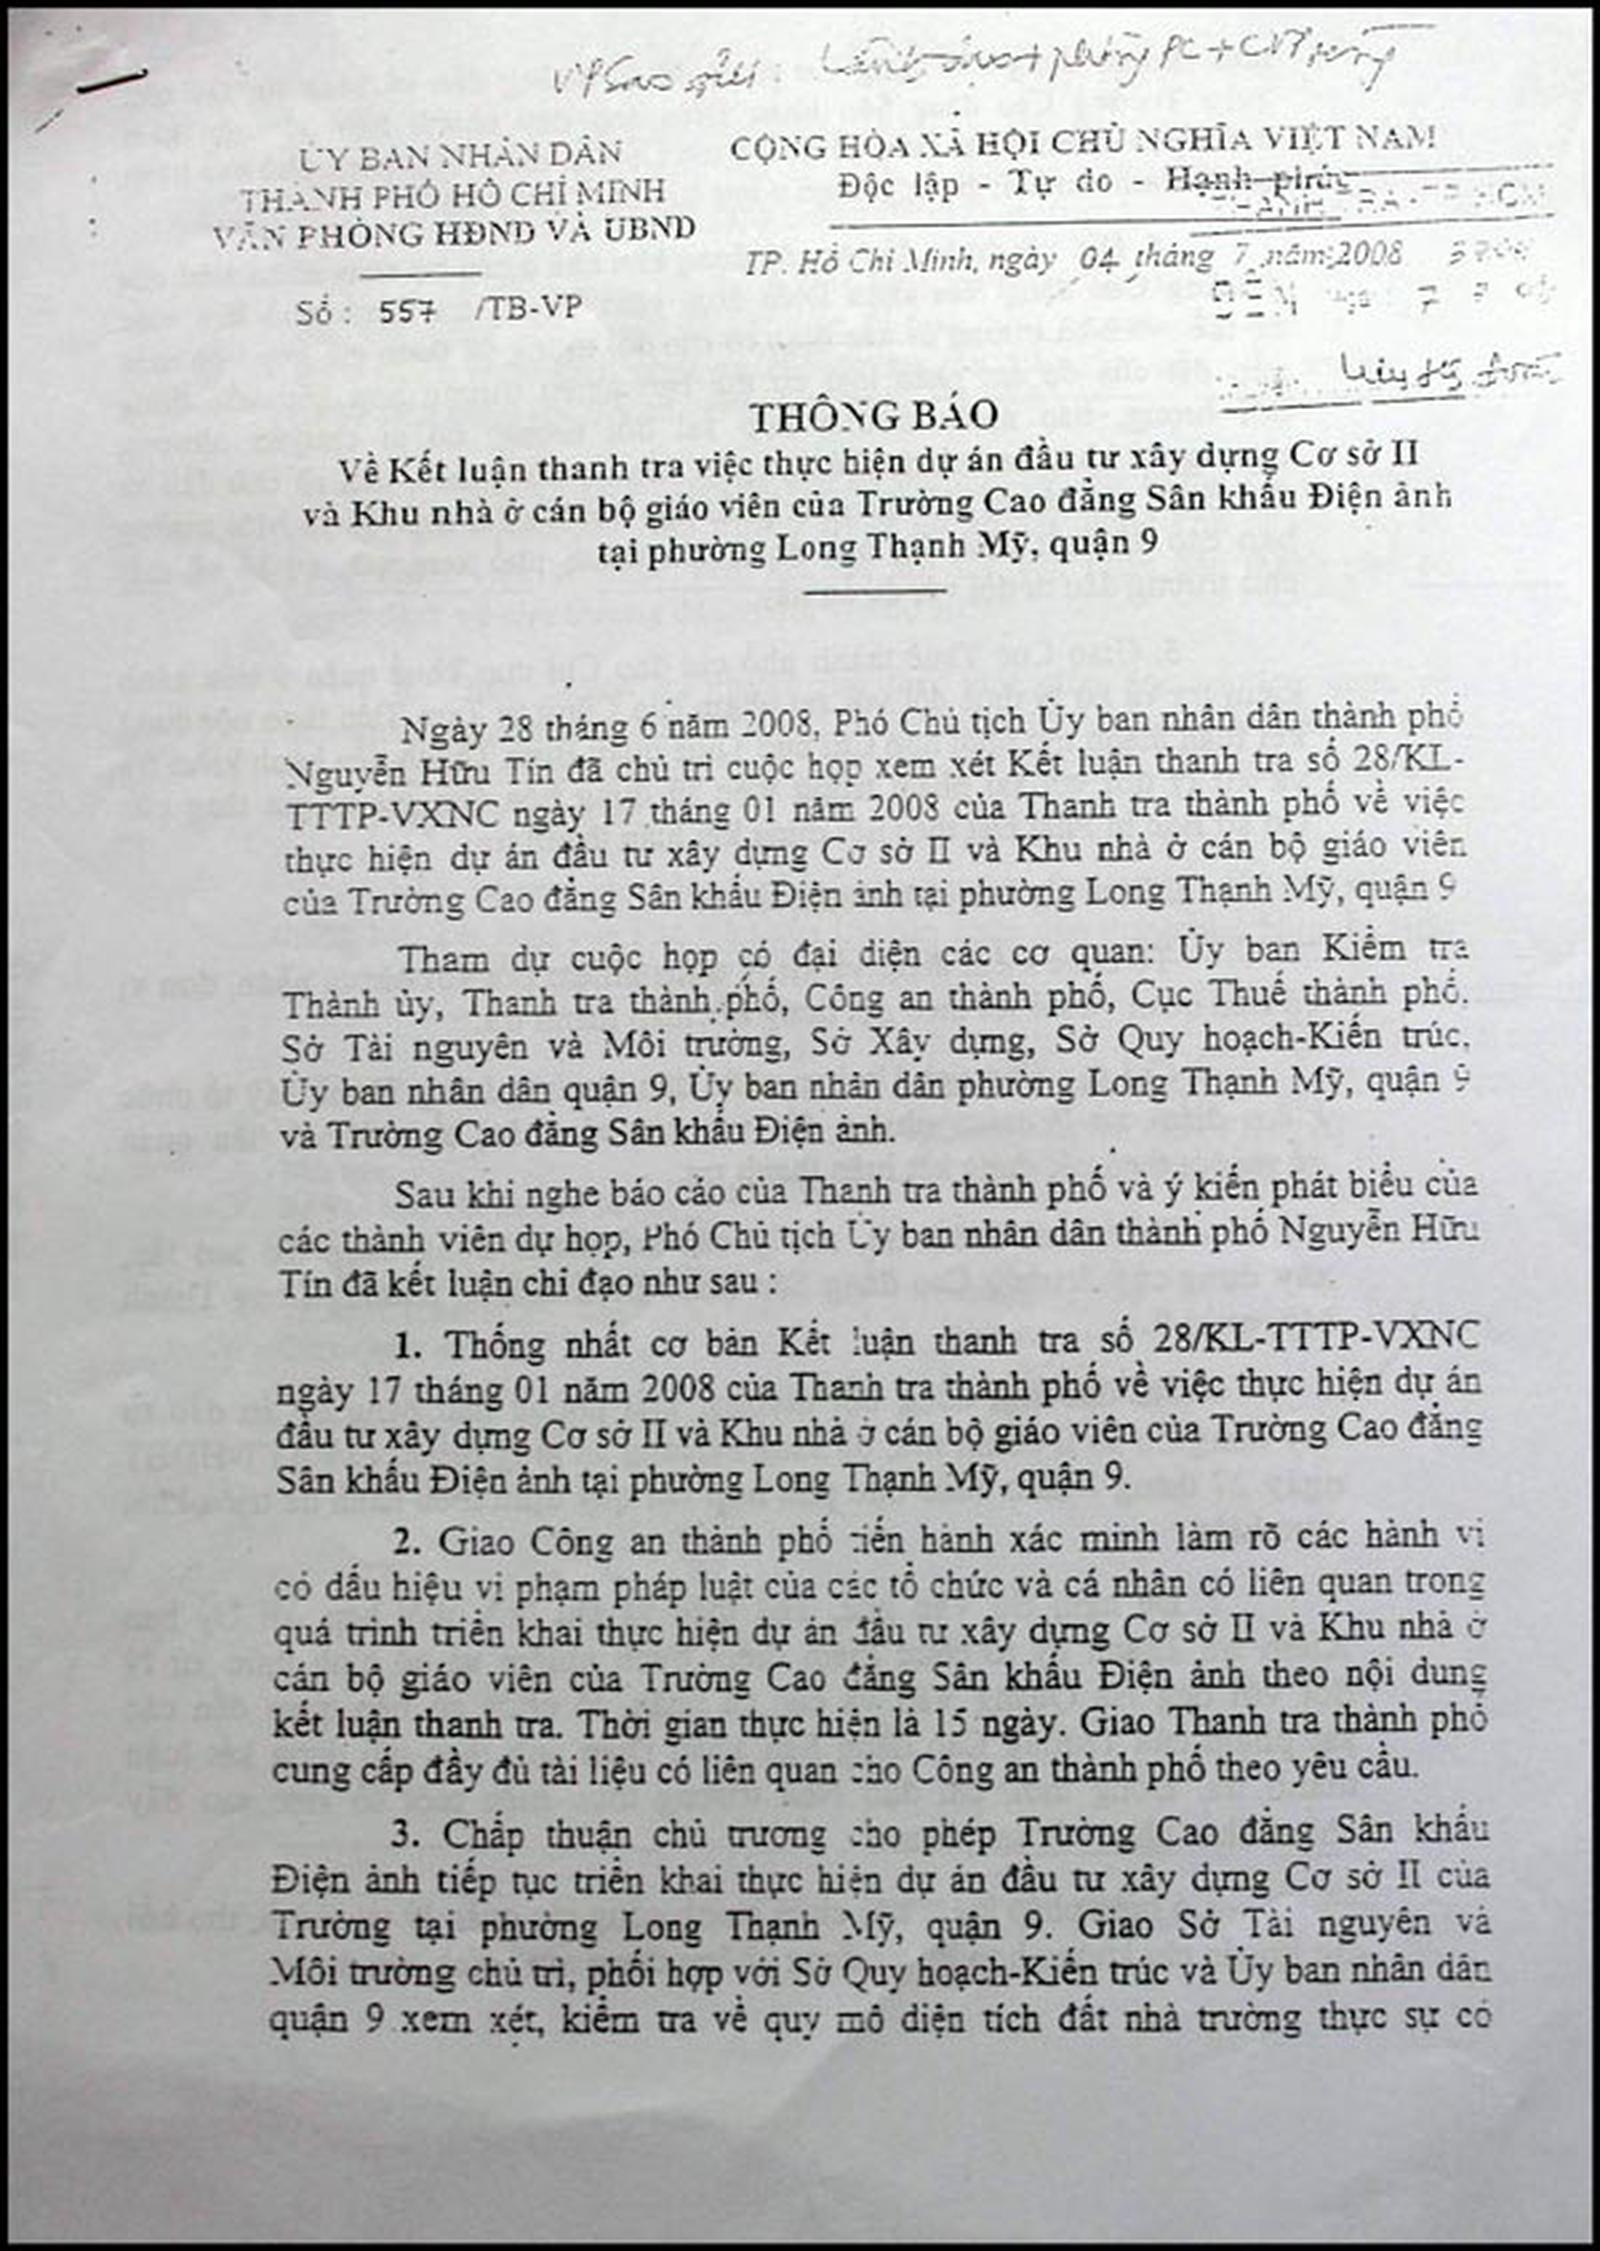 VP sao gửi
ỦY BAN NHÂN DÂN
THÀNH PHỐ HỒ CHÍ MINH
VĂN PHÒNG HĐND VÀ UBND
Số : 557 /TB-VP
CỘNG HÒA XÃ HỘI CHỦ NGHĨA VIỆT NAM
Độc lập - Tự do - Hạnh phúc
TP. Hồ Chí Minh, ngày 04 tháng 7 năm 2008
ĐẾN
THÔNG BÁO
Về Kết luận thanh tra việc thực hiện dự án đầu tư xây dựng Cơ sở II
và Khu nhà ở cán bộ giáo viên của Trường Cao đẳng Sân khấu Điện ảnh
tại phường Long Thạnh Mỹ, quận 9
Ngày 28 tháng 6 năm 2008, Phó Chủ tịch Ủy ban nhân dân thành phố
Nguyễn Hữu Tín đã chủ trì cuộc họp xem xét Kết luận thanh tra số 28/KL-
TTTP-VXNC ngày 17 tháng 01 năm 2008 của Thanh tra thành phố về việc
thực hiện dự án đầu tư xây dựng Cơ sở II và Khu nhà ở cán bộ giáo viên
của Trường Cao đẳng Sân khấu Điện ảnh tại phường Long Thạnh Mỹ, quận 9
Tham dự cuộc họp có đại diện các cơ quan: Ủy ban Kiểm tra
Thành ủy, Thanh tra thành phố, Công an thành phố, Cục Thuế thành phố.
Sở Tài nguyên và Môi trường, Sở Xây dựng, Sở Quy hoạch-Kiến trúc,
Ủy ban nhân dân quận 9, Ủy ban nhân dân phường Long Thạnh Mỹ, quận 9
và Trường Cao đẳng Sân khấu Điện ảnh.
Sau khi nghe báo cáo của Thanh tra thành phố và ý kiến phát biểu của
các thành viên dự họp, Phó Chủ tịch Ủy ban nhân dân thành phố Nguyễn Hữu
Tín đã kết luận chỉ đạo như sau :
1. Thống nhất cơ bản Kết luận thanh tra số 28/KL-TTTP-VXNC
ngày 17 tháng 01 năm 2008 của Thanh tra thành phố về việc thực hiện dự án
đầu tư xây dựng Cơ sở II và Khu nhà ở cán bộ giáo viên của Trường Cao đẳng
Sân khấu Điện ảnh tại phường Long Thạnh Mỹ, quận 9.
2. Giao Công an thành phố tiến hành xác minh làm rõ các hành vi
có dấu hiệu vi phạm pháp luật của các tổ chức và cá nhân có liên quan trong
quá trình triển khai thực hiện dự án đầu tư xây dựng Cơ sở II và Khu nhà ở
cán bộ giáo viên của Trường Cao đẳng Sân khấu Điện ảnh theo nội dung
kết luận thanh tra. Thời gian thực hiện là 15 ngày. Giao Thanh tra thành phố
cung cấp đầy đủ tài liệu có liên quan cho Công an thành phố theo yêu cầu.
3. Chấp thuận chủ trương cho phép Trường Cao đẳng Sân khấu
Điện ảnh tiếp tục triển khai thực hiện dự án đầu tư xây dựng Cơ sở II của
Trường tại phường Long Thạnh Mỹ, quận 9. Giao Sở Tài nguyên và
Môi trường chủ trì, phối hợp với Sở Quy hoạch-Kiến trúc và Ủy ban nhân dân
quận 9 xem xét, kiểm tra về quy mô diện tích đất nhà trường thực sự có